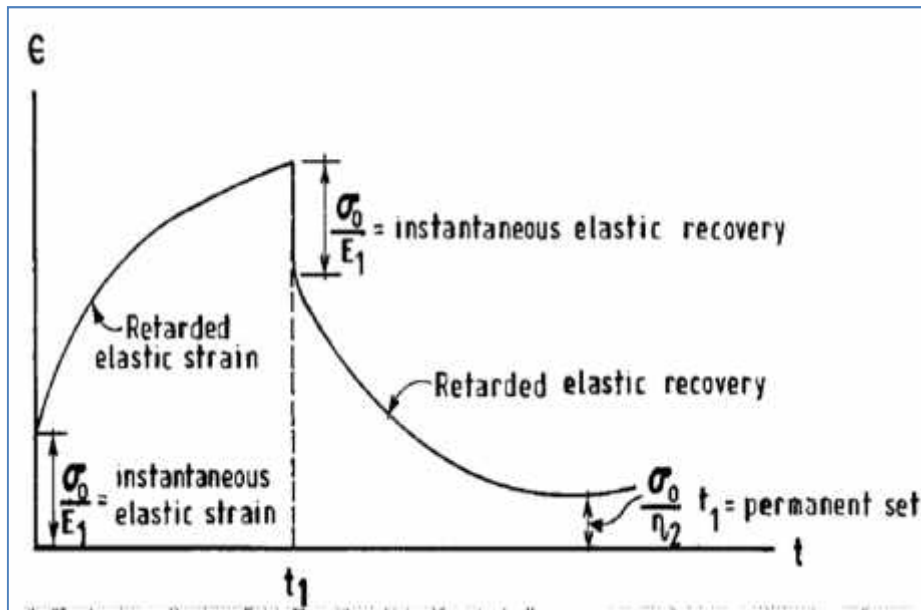 ϵ
σ₀/E₁ = instantaneous elastic recovery
Retarded
elastic strain
Retarded elastic recovery
σ₀/E₁ = instantaneous
elastic strain
σ₀/η₂ t₁ = permanent set
t
t₁